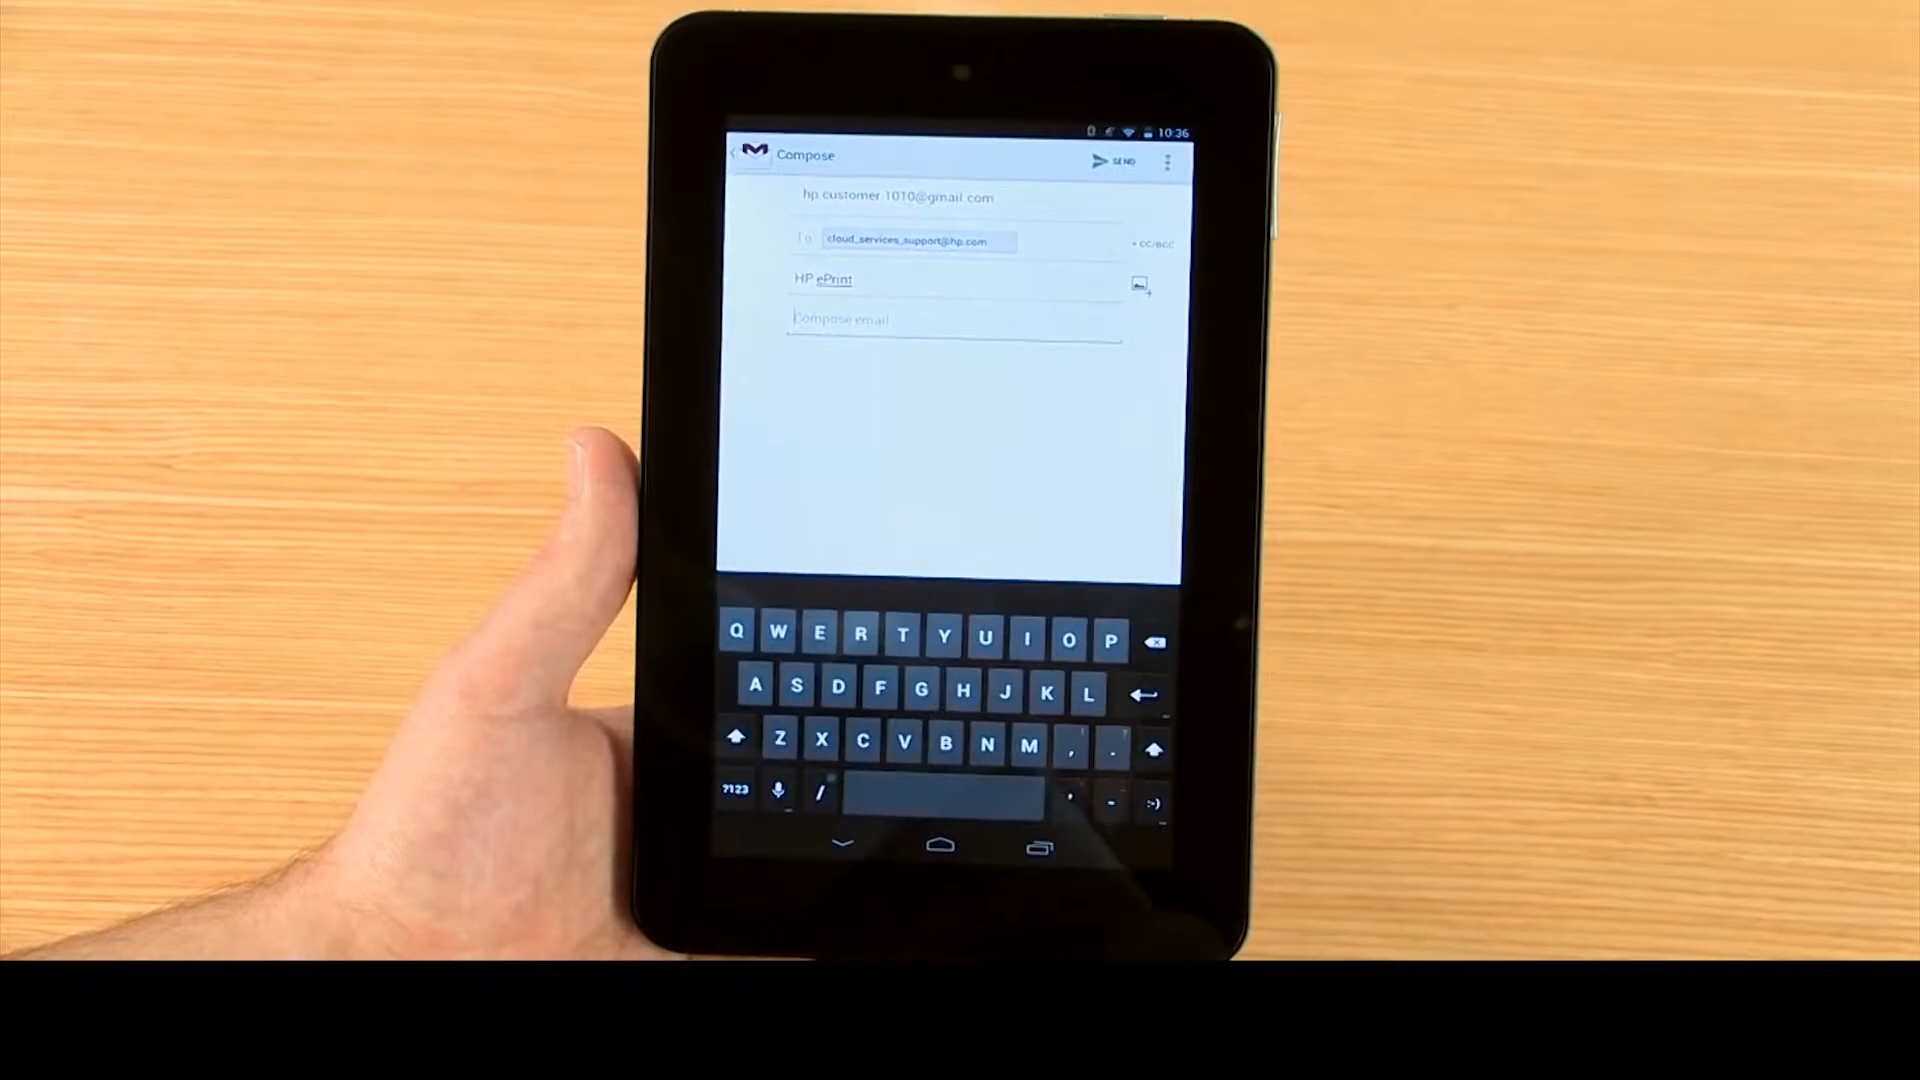 10:36
Compose SEND
hp.customer.1010@gmail.com
To cloud_services_support@hp.com + CC/BCC
HP ePrint
Compose email
Q W E R T Y U I O P
A S D F G H J K L
Z X C V B N M , ! . ?
?123 / @ ' - :-)